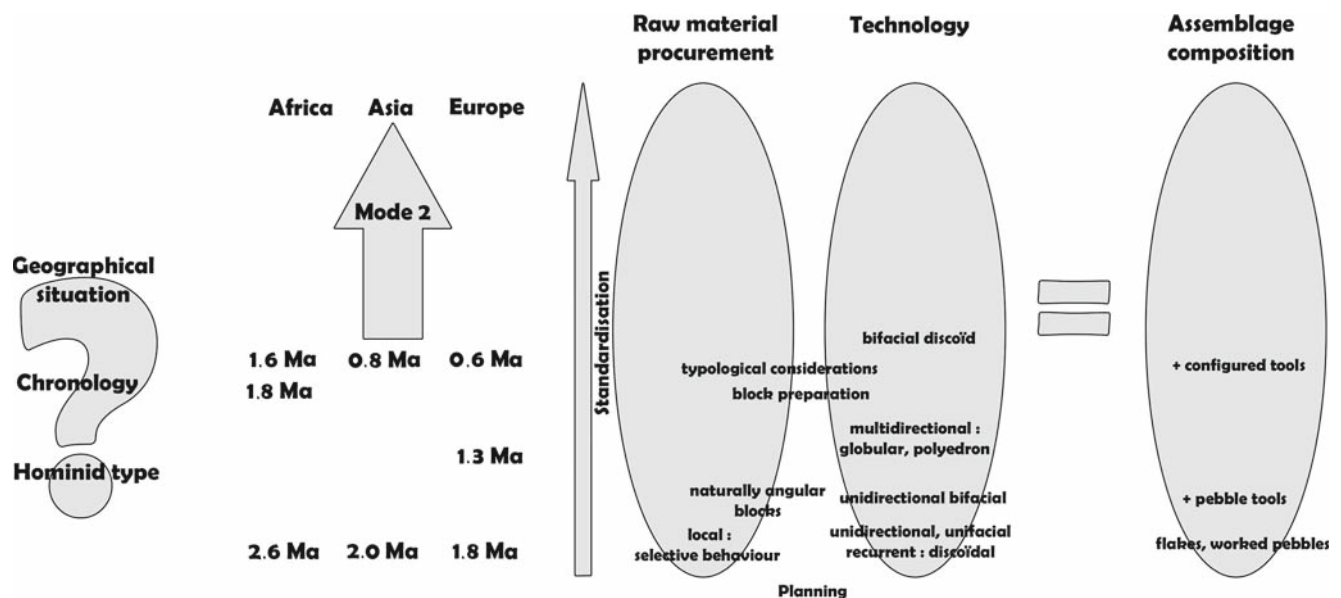 Raw material
procurement
Technology
Assemblage
composition
Africa
Asia
Europe
Mode 2
Geographical
situation
Chronology
Hominid type
1.6 Ma
0.8 Ma
0.6 Ma
1.8 Ma
1.3 Ma
2.6 Ma
2.0 Ma
1.8 Ma
Standardisation
typological considerations
block preparation
naturally angular
blocks
local :
selective behaviour
bifacial discoïd
multidirectional :
globular, polyedron
unidirectional bifacial
unidirectional, unifacial
recurrent : discoïdal
Planning
+ configured tools
+ pebble tools
flakes, worked pebbles